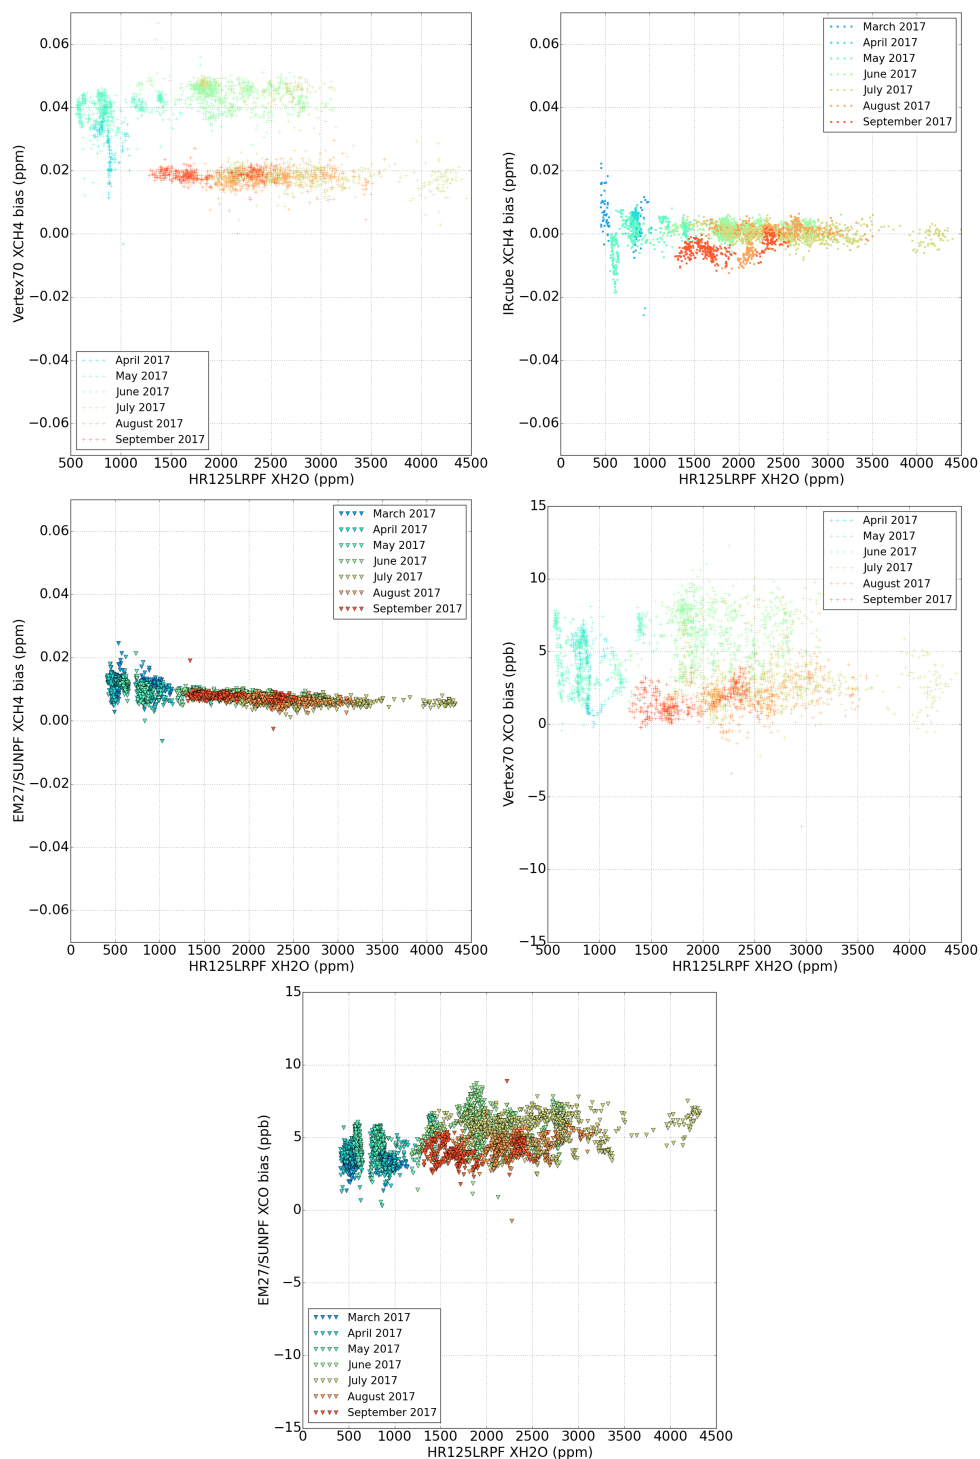 0.06
0.04
0.02
0.00
−0.02
−0.04
−0.06
Vertex70 XCH4 bias (ppm)
April 2017
May 2017
June 2017
July 2017
August 2017
September 2017
500 1000 1500 2000 2500 3000 3500 4000 4500
HR125LRPF XH2O (ppm)
0.06
0.04
0.02
0.00
−0.02
−0.04
−0.06
IRcube XCH4 bias (ppm)
March 2017
April 2017
May 2017
June 2017
July 2017
August 2017
September 2017
0 500 1000 1500 2000 2500 3000 3500 4000 4500
HR125LRPF XH2O (ppm)
0.06
0.04
0.02
0.00
−0.02
−0.04
−0.06
EM27/SUNPF XCH4 bias (ppm)
March 2017
April 2017
May 2017
June 2017
July 2017
August 2017
September 2017
0 500 1000 1500 2000 2500 3000 3500 4000 4500
HR125LRPF XH2O (ppm)
15
10
5
0
−5
−10
−15
Vertex70 XCO bias (ppb)
April 2017
May 2017
June 2017
July 2017
August 2017
September 2017
500 1000 1500 2000 2500 3000 3500 4000 4500
HR125LRPF XH2O (ppm)
15
10
5
0
−5
−10
−15
EM27/SUNPF XCO bias (ppb)
March 2017
April 2017
May 2017
June 2017
July 2017
August 2017
September 2017
0 500 1000 1500 2000 2500 3000 3500 4000 4500
HR125LRPF XH2O (ppm)